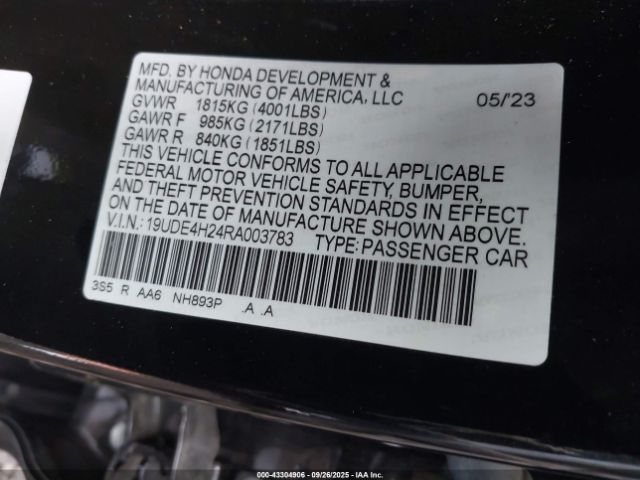 MFD. BY HONDA DEVELOPMENT &
MANUFACTURING OF AMERICA, LLC 05/'23
GVWR 1815KG (4001LBS)
GAWR F 985KG (2171LBS)
GAWR R 840KG (1851LBS)
THIS VEHICLE CONFORMS TO ALL APPLICABLE
FEDERAL MOTOR VEHICLE SAFETY, BUMPER,
AND THEFT PREVENTION STANDARDS IN EFFECT
ON THE DATE OF MANUFACTURE SHOWN ABOVE.
V.I.N.: 19UDE4H24RA003783 TYPE: PASSENGER CAR
3S5 R AA6 NH893P .A .A
000-43304906 - 09/26/2025 - IAAI.com